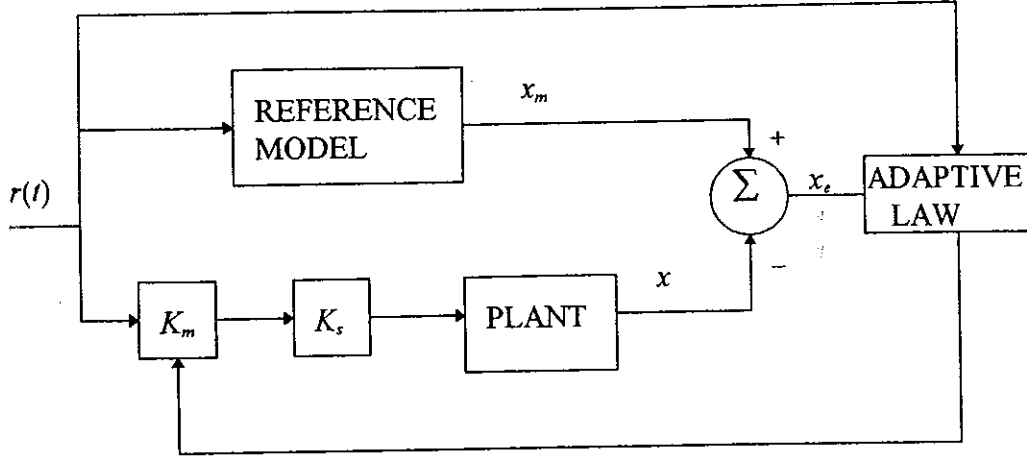 x_m
REFERENCE
MODEL
+
r(t)
Σ
x_e
ADAPTIVE
LAW
−
x
K_m
K_s
PLANT